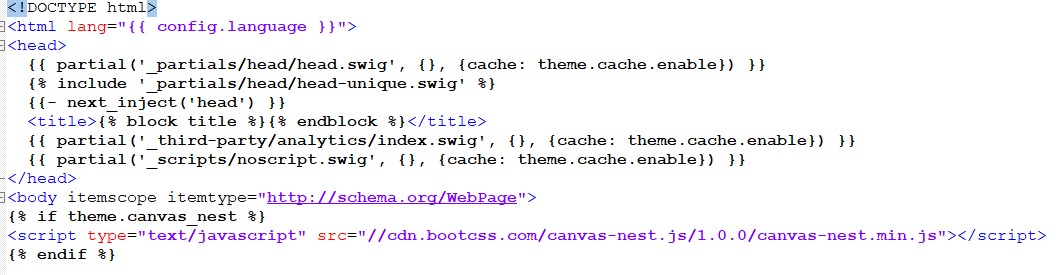 <!DOCTYPE html>
<html lang="{{ config.language }}">
<head>
  {{ partial('_partials/head/head.swig', {}, {cache: theme.cache.enable}) }}
  {% include '_partials/head/head-unique.swig' %}
  {{- next_inject('head') }}
  <title>{% block title %}{% endblock %}</title>
  {{ partial('_third-party/analytics/index.swig', {}, {cache: theme.cache.enable}) }}
  {{ partial('_scripts/noscript.swig', {}, {cache: theme.cache.enable}) }}
</head>
<body itemscope itemtype="http://schema.org/WebPage">
{% if theme.canvas_nest %}
<script type="text/javascript" src="//cdn.bootcss.com/canvas-nest.js/1.0.0/canvas-nest.min.js"></script>
{% endif %}